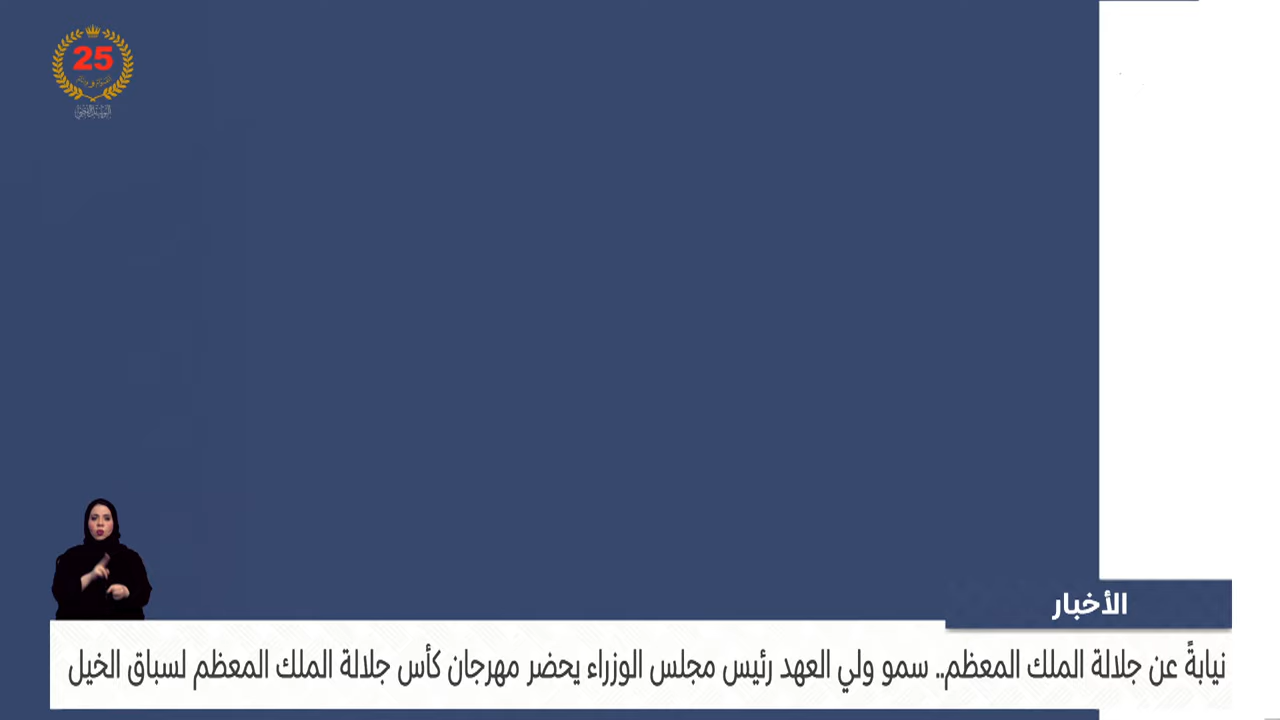 25
الأخبار
نيابةً عن جلالة الملك المعظم.. سمو ولي العهد رئيس مجلس الوزراء يحضر مهرجان كأس جلالة الملك المعظم لسباق الخيل